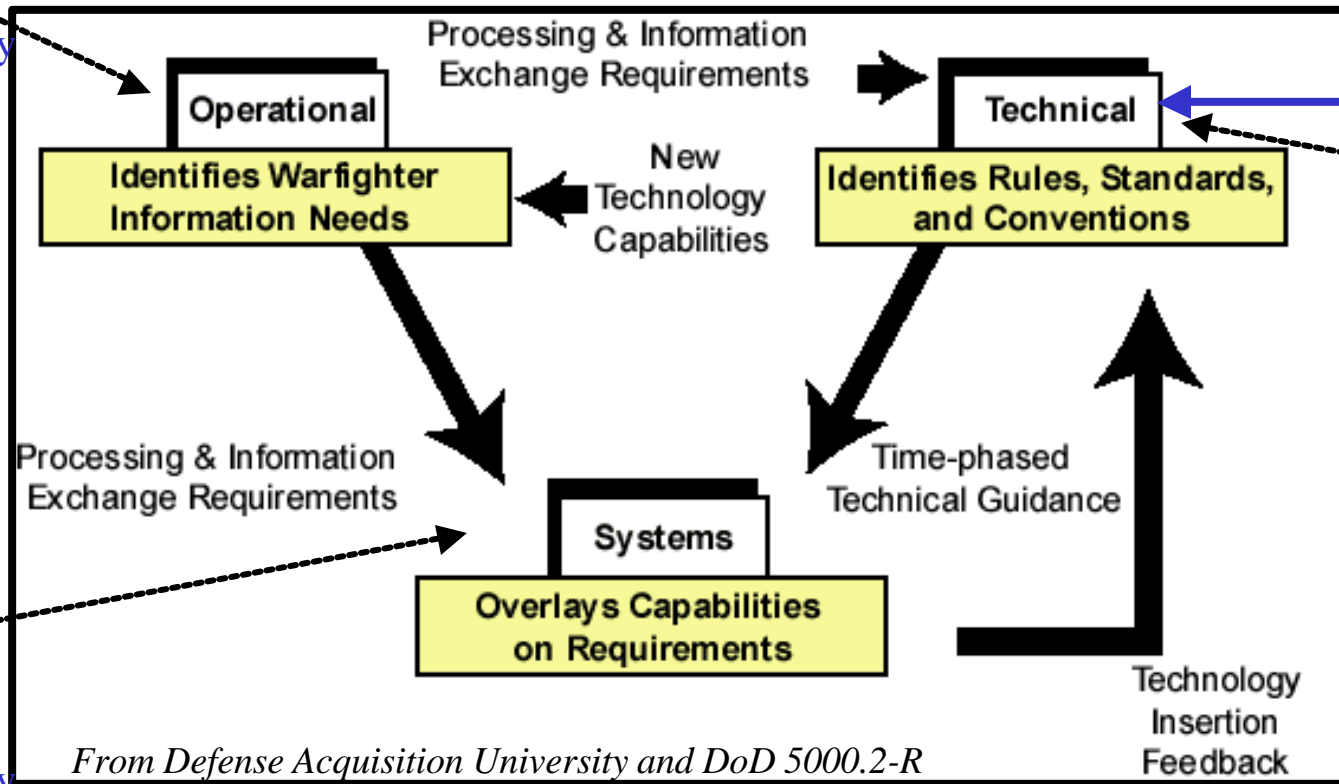 Processing & Information
Exchange Requirements
Operational
Identifies Warfighter
Information Needs
New
Technology
Capabilities
Technical
Identifies Rules, Standards,
and Conventions
Processing & Information
Exchange Requirements
Time-phased
Technical Guidance
Systems
Overlays Capabilities
on Requirements
Technology
Insertion
Feedback
From Defense Acquisition University and DoD 5000.2-R